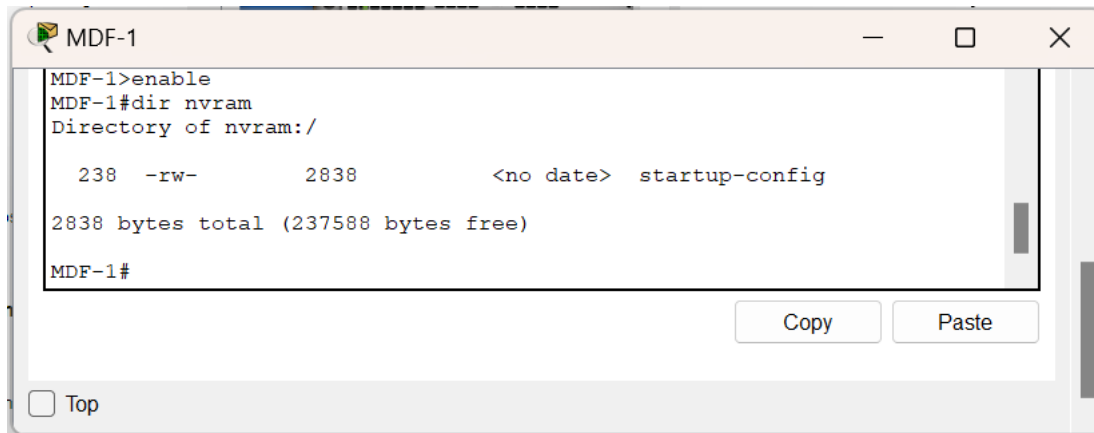 MDF-1
MDF-1>enable
MDF-1#dir nvram
Directory of nvram:/
238 -rw- 2838 <no date> startup-config
2838 bytes total (237588 bytes free)
MDF-1#
Copy Paste
Top